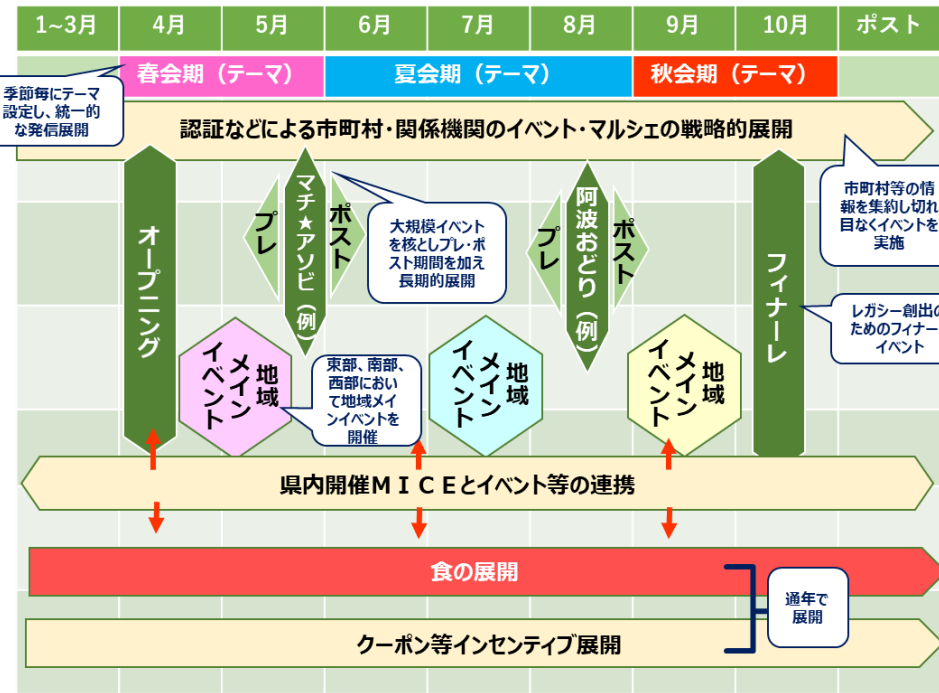 1~3月 4月 5月 6月 7月 8月 9月 10月 ポスト
春会期（テーマ） 夏会期（テーマ） 秋会期（テーマ）
季節毎にテーマ
設定し、統一的
な発信展開
認証などによる市町村・関係機関のイベント・マルシェの戦略的展開
オープニング
プレ
マチ★アソビ（例）
ポスト
大規模イベント
を核としプレ・ポ
スト期間を加え
長期的展開
プレ
阿波おどり（例）
ポスト
フィナーレ
市町村等の情
報を集約し切れ
目なくイベントを
実施
レガシー創出の
ためのフィナー
イベント
地域
メイン
イベント
東部、南部、
西部におい
て地域メイ
ンイベントを
開催
地域
メイン
イベント
地域
メイン
イベント
県内開催ＭＩＣＥとイベント等の連携
食の展開
クーポン等インセンティブ展開
通年で
展開